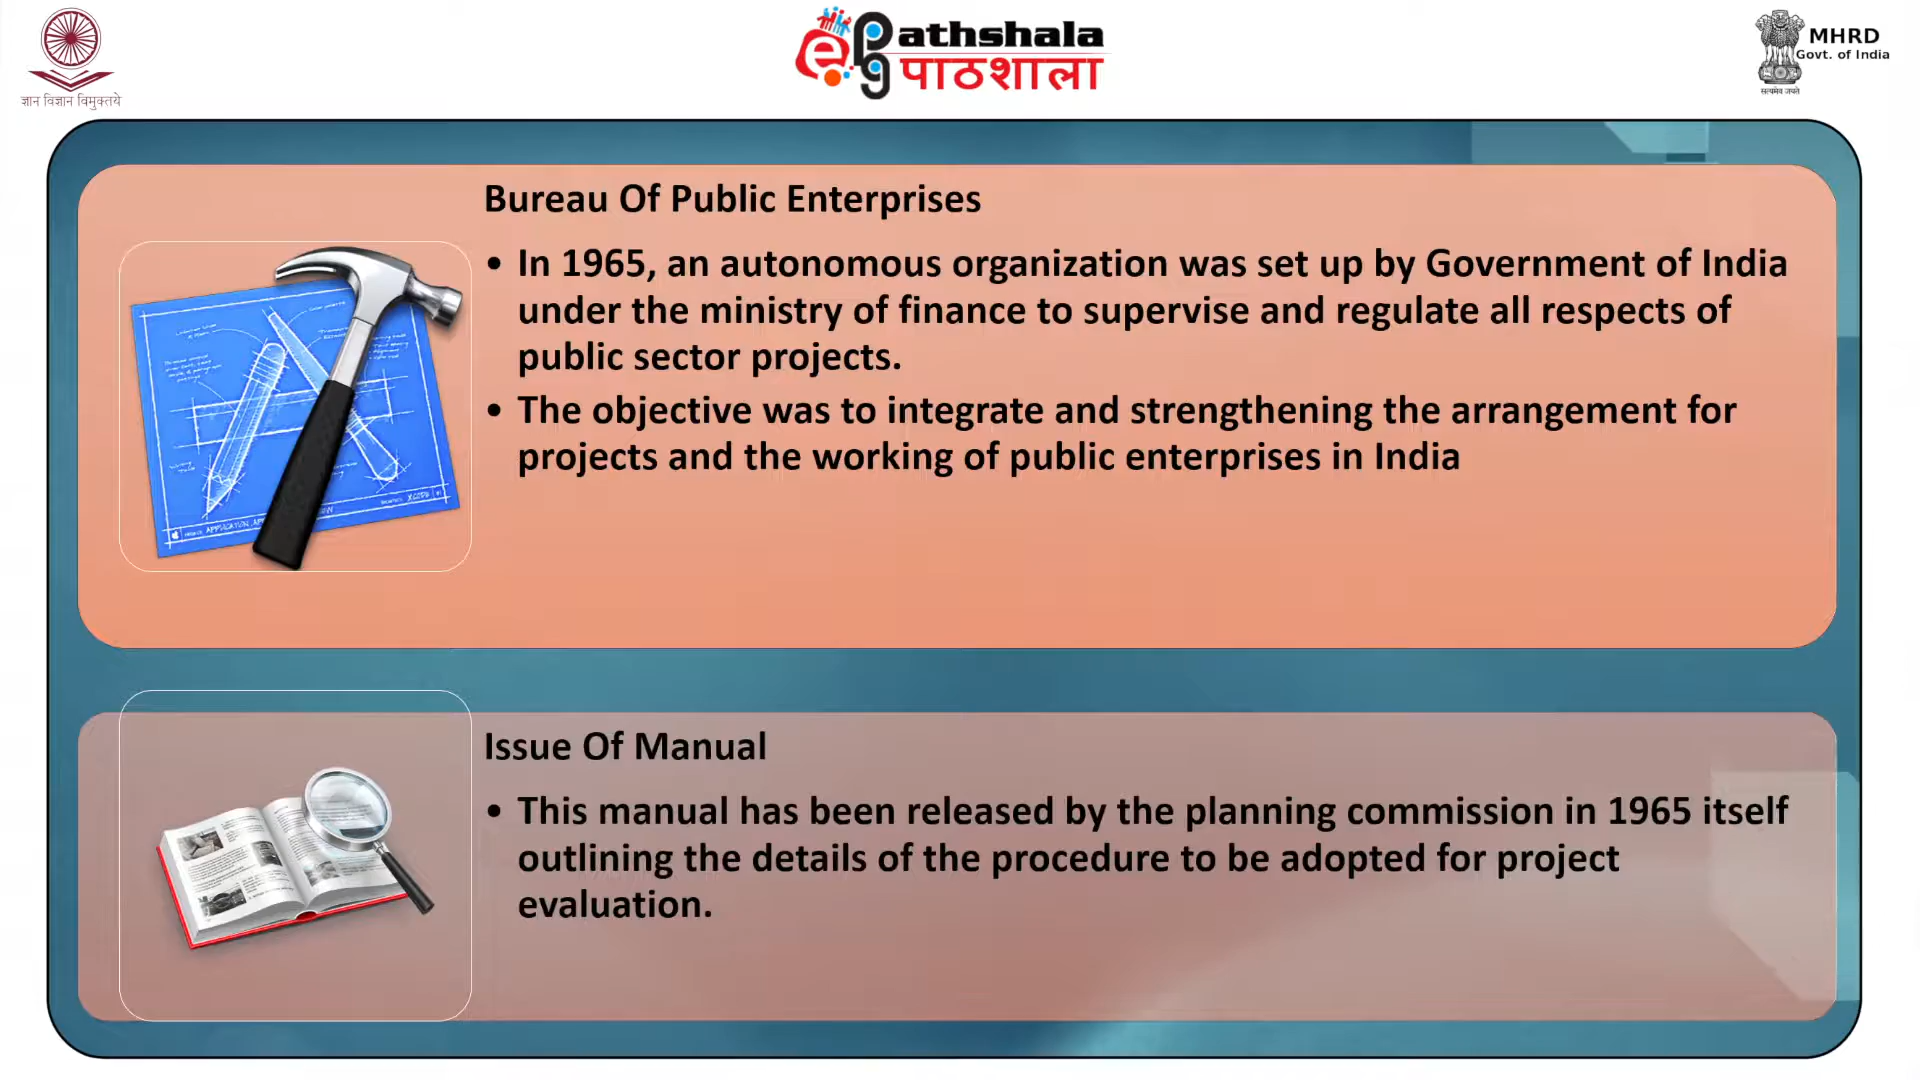 ज्ञान विज्ञान विमुक्तये
ePathshala
पाठशाला
MHRD
Govt. of India
सत्यमेव जयते
Bureau Of Public Enterprises
• In 1965, an autonomous organization was set up by Government of India
under the ministry of finance to supervise and regulate all respects of
public sector projects.
• The objective was to integrate and strengthening the arrangement for
projects and the working of public enterprises in India
Issue Of Manual
• This manual has been released by the planning commission in 1965 itself
outlining the details of the procedure to be adopted for project
evaluation.